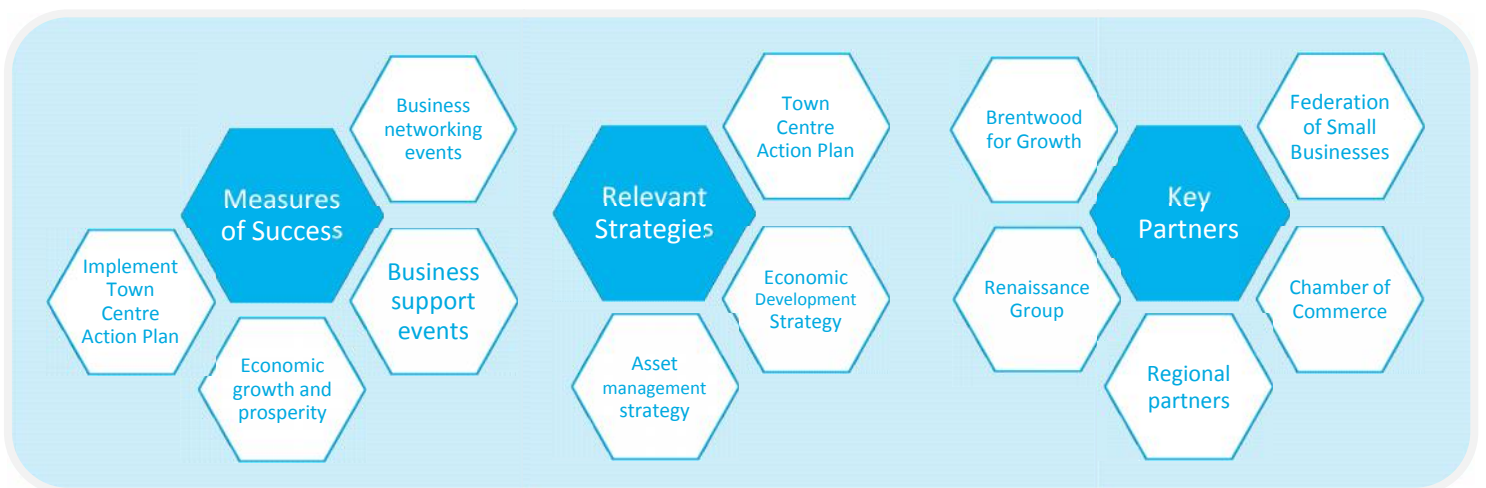 Measures
of Success
Business
networking
events
Business
support
events
Economic
growth and
prosperity
Implement
Town
Centre
Action Plan
Relevant
Strategies
Town
Centre
Action Plan
Economic
Development
Strategy
Asset
management
strategy
Key
Partners
Brentwood
for Growth
Federation
of Small
Businesses
Renaissance
Group
Chamber of
Commerce
Regional
partners